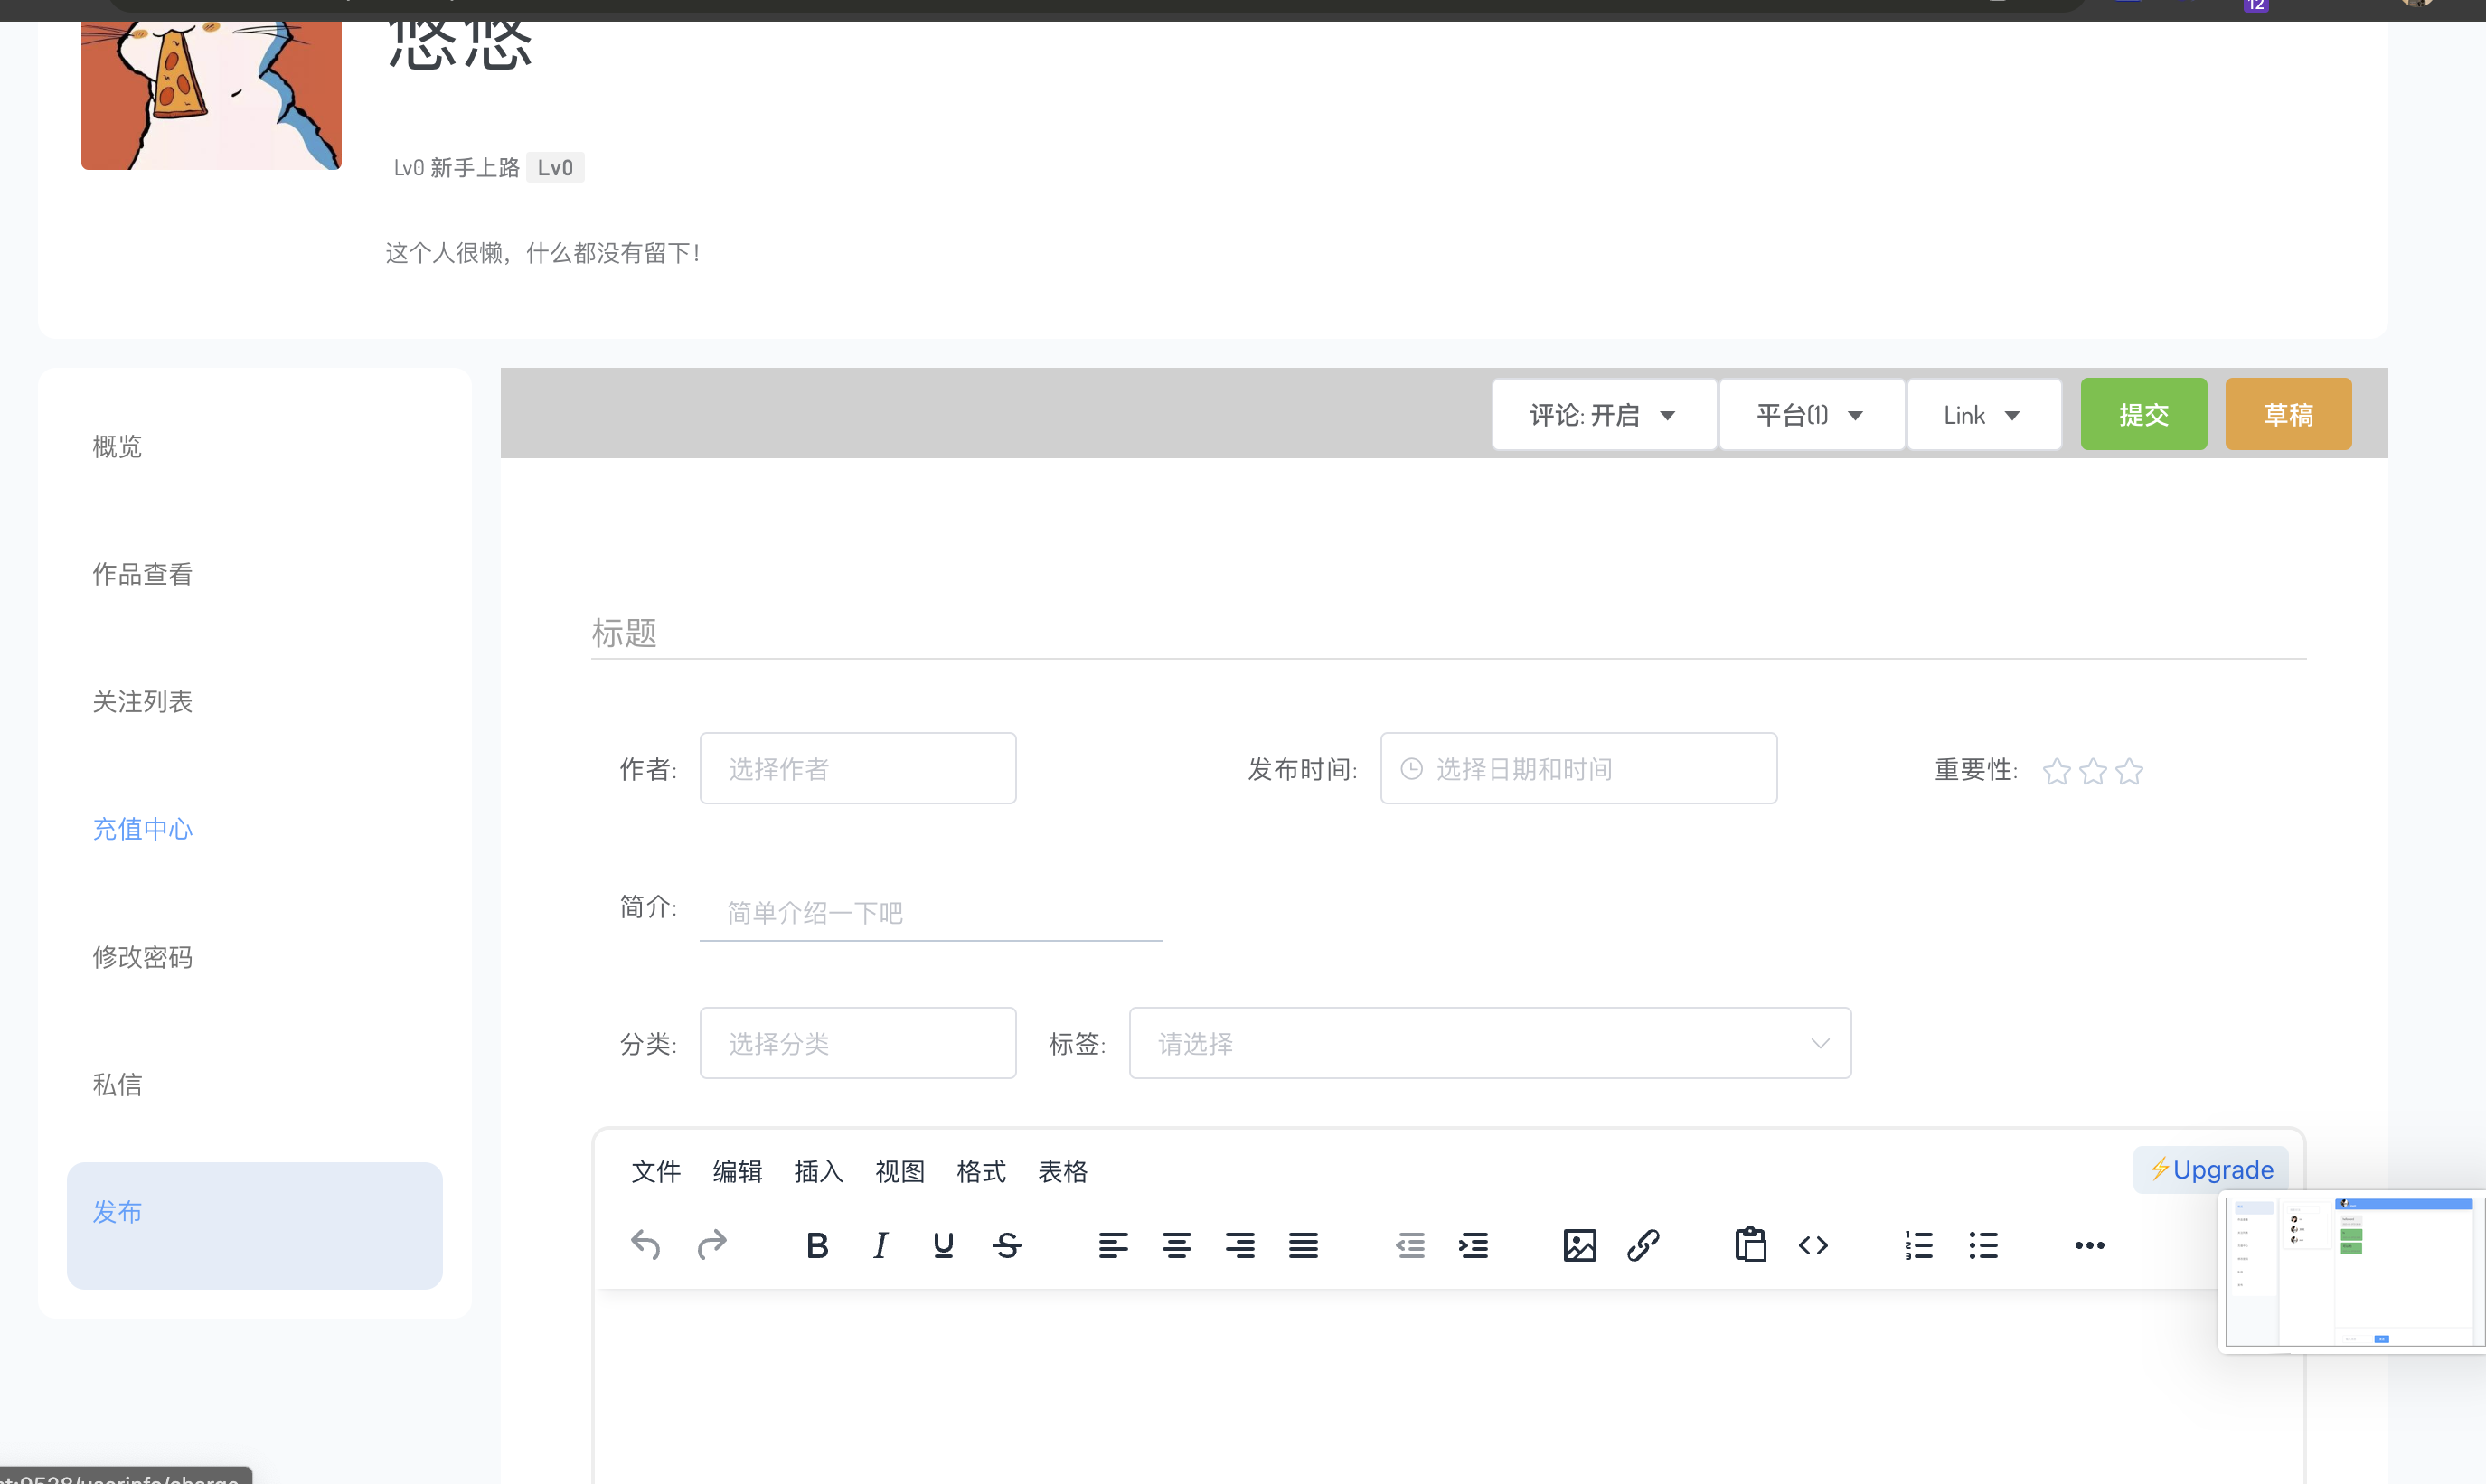 12
悠悠
Lv0 新手上路 Lv0
这个人很懒，什么都没有留下！
评论: 开启 平台(1) Link 提交 草稿
概览
作品查看
关注列表
充值中心
修改密码
私信
发布
标题
作者: 选择作者 发布时间: 选择日期和时间 重要性:
简介: 简单介绍一下吧
分类: 选择分类 标签: 请选择
文件 编辑 插入 视图 格式 表格 ⚡Upgrade